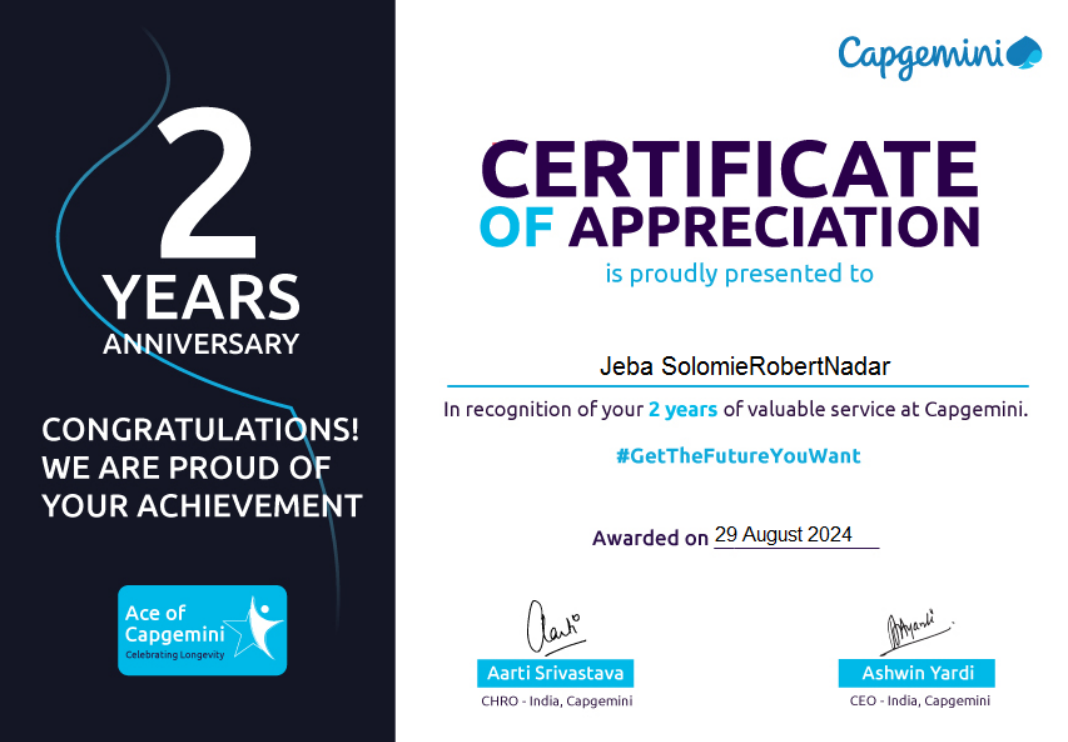 2
YEARS
ANNIVERSARY
CONGRATULATIONS!
WE ARE PROUD OF
YOUR ACHIEVEMENT
Ace of
Capgemini
Celebrating Longevity
Capgemini
CERTIFICATE
OF APPRECIATION
is proudly presented to
Jeba SolomieRobertNadar
In recognition of your 2 years of valuable service at Capgemini.
#GetTheFutureYouWant
Awarded on 29 August 2024
Aarti
Aarti Srivastava
CHRO - India, Capgemini
Ashwin Yardi
CEO - India, Capgemini